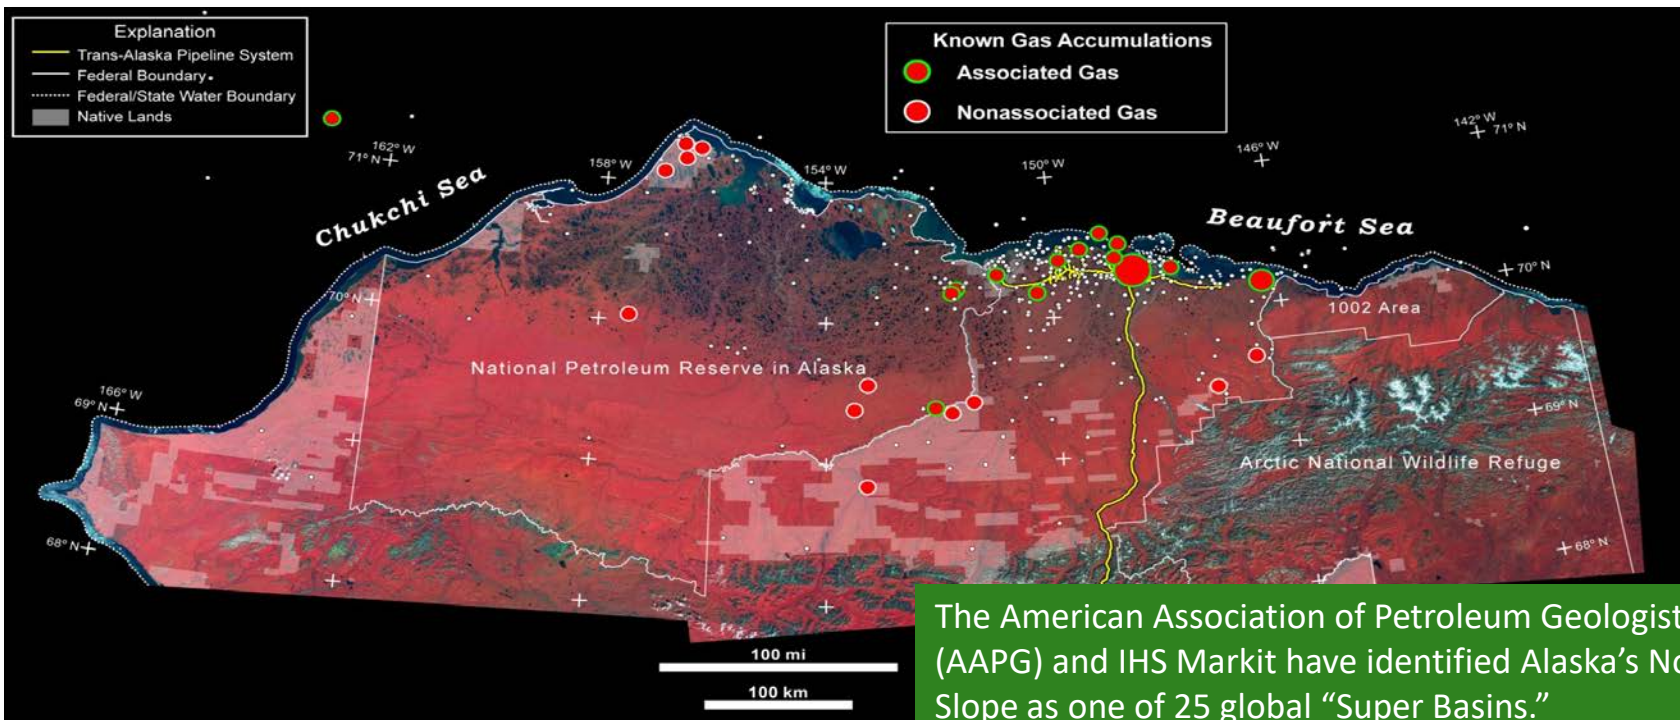 Explanation
Trans-Alaska Pipeline System
Federal Boundary
Federal/State Water Boundary
Native Lands
Known Gas Accumulations
Associated Gas
Nonassociated Gas
162° W
71° N
158° W
154° W
150° W
146° W
142° W
71° N
Chukchi Sea
Beaufort Sea
70° N
70° N
1002 Area
National Petroleum Reserve in Alaska
166° W
69° N
69° N
Arctic National Wildlife Refuge
68° N
68° N
100 mi
100 km
The American Association of Petroleum Geologist
(AAPG) and IHS Markit have identified Alaska’s No
Slope as one of 25 global “Super Basins.”